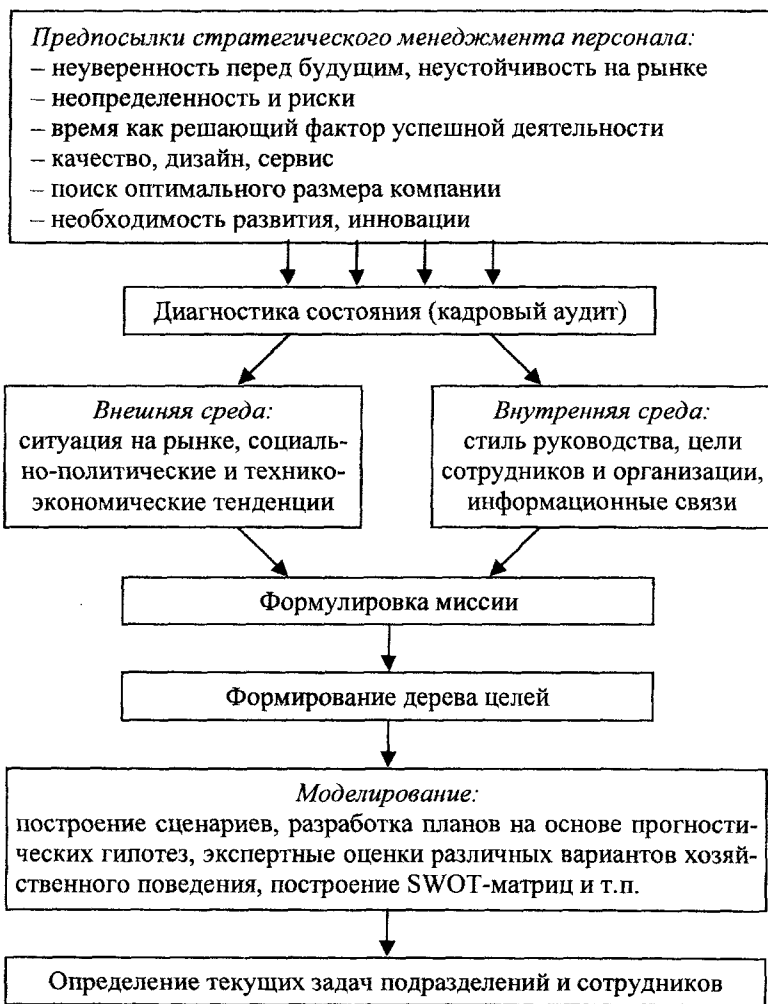 Предпосылки стратегического менеджмента персонала:
– неуверенность перед будущим, неустойчивость на рынке
– неопределенность и риски
– время как решающий фактор успешной деятельности
– качество, дизайн, сервис
– поиск оптимального размера компании
– необходимость развития, инновации
Диагностика состояния (кадровый аудит)
Внешняя среда:
ситуация на рынке, социаль-
но-политические и технико-
экономические тенденции
Внутренняя среда:
стиль руководства, цели
сотрудников и организации,
информационные связи
Формулировка миссии
Формирование дерева целей
Моделирование:
построение сценариев, разработка планов на основе прогности-
ческих гипотез, экспертные оценки различных вариантов хозяй-
ственного поведения, построение SWOT-матриц и т.п.
Определение текущих задач подразделений и сотрудников